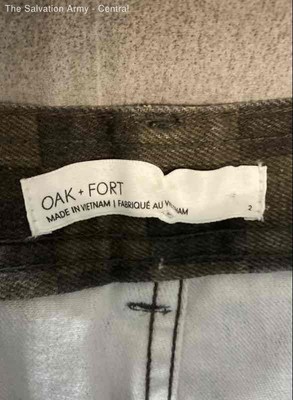 The Salvation Army - Central
OAK + FORT
MADE IN VIETNAM | FABRIQUÉ AU VIETNAM
2